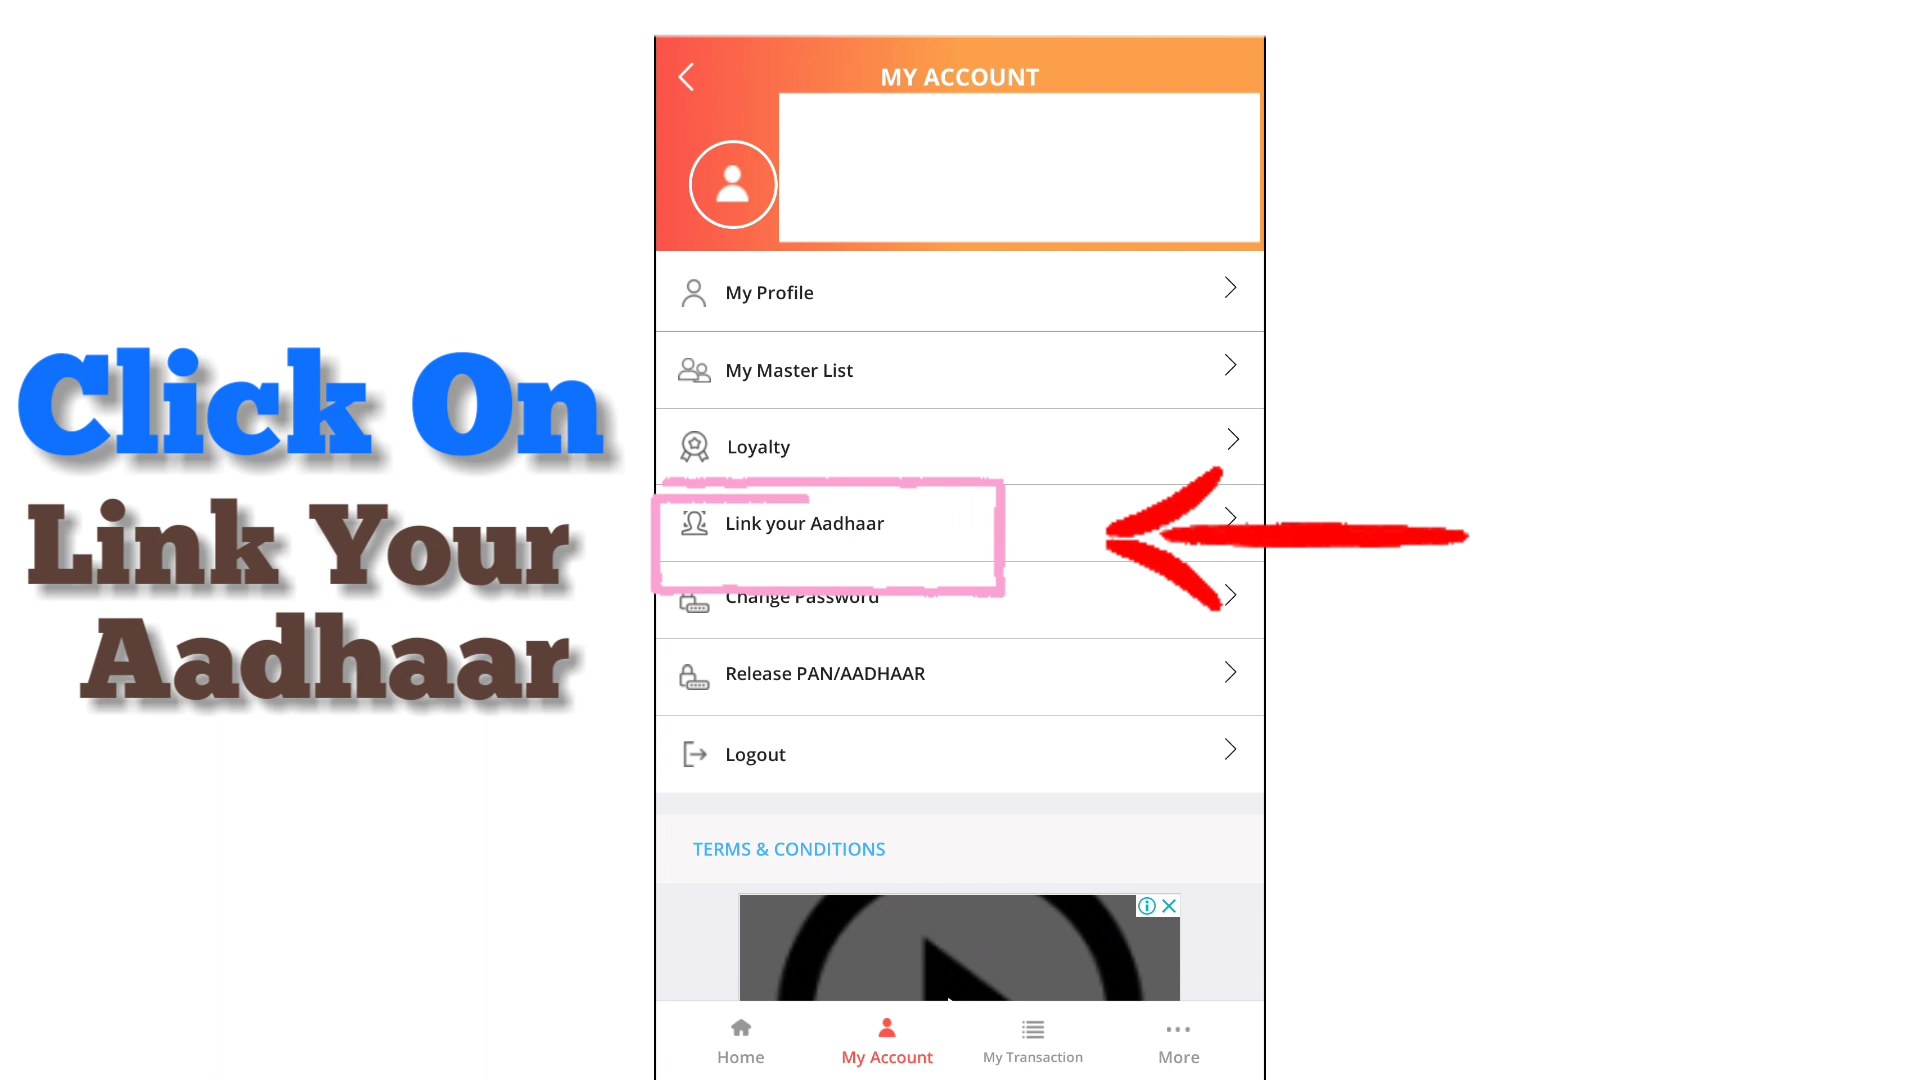 MY ACCOUNT
My Profile
My Master List
Loyalty
Click On
Link Your
Aadhaar
Link your Aadhaar
Change Password
Release PAN/AADHAAR
Logout
TERMS & CONDITIONS
Home
My Account
My Transaction
More